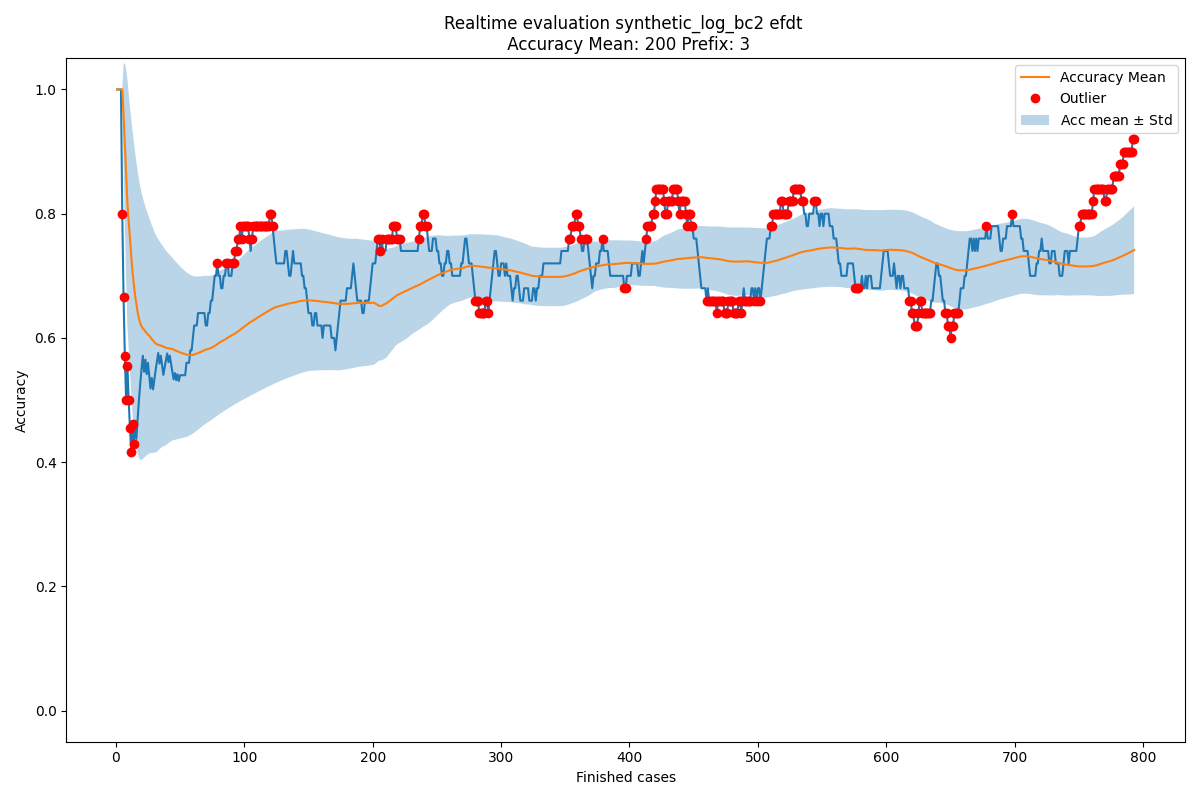 Realtime evaluation synthetic_log_bc2 efdt
Accuracy Mean: 200 Prefix: 3
Accuracy Mean
Outlier
Acc mean ± Std
1.0
0.8
0.6
0.4
0.2
0.0
Accuracy
0 100 200 300 400 500 600 700 800
Finished cases